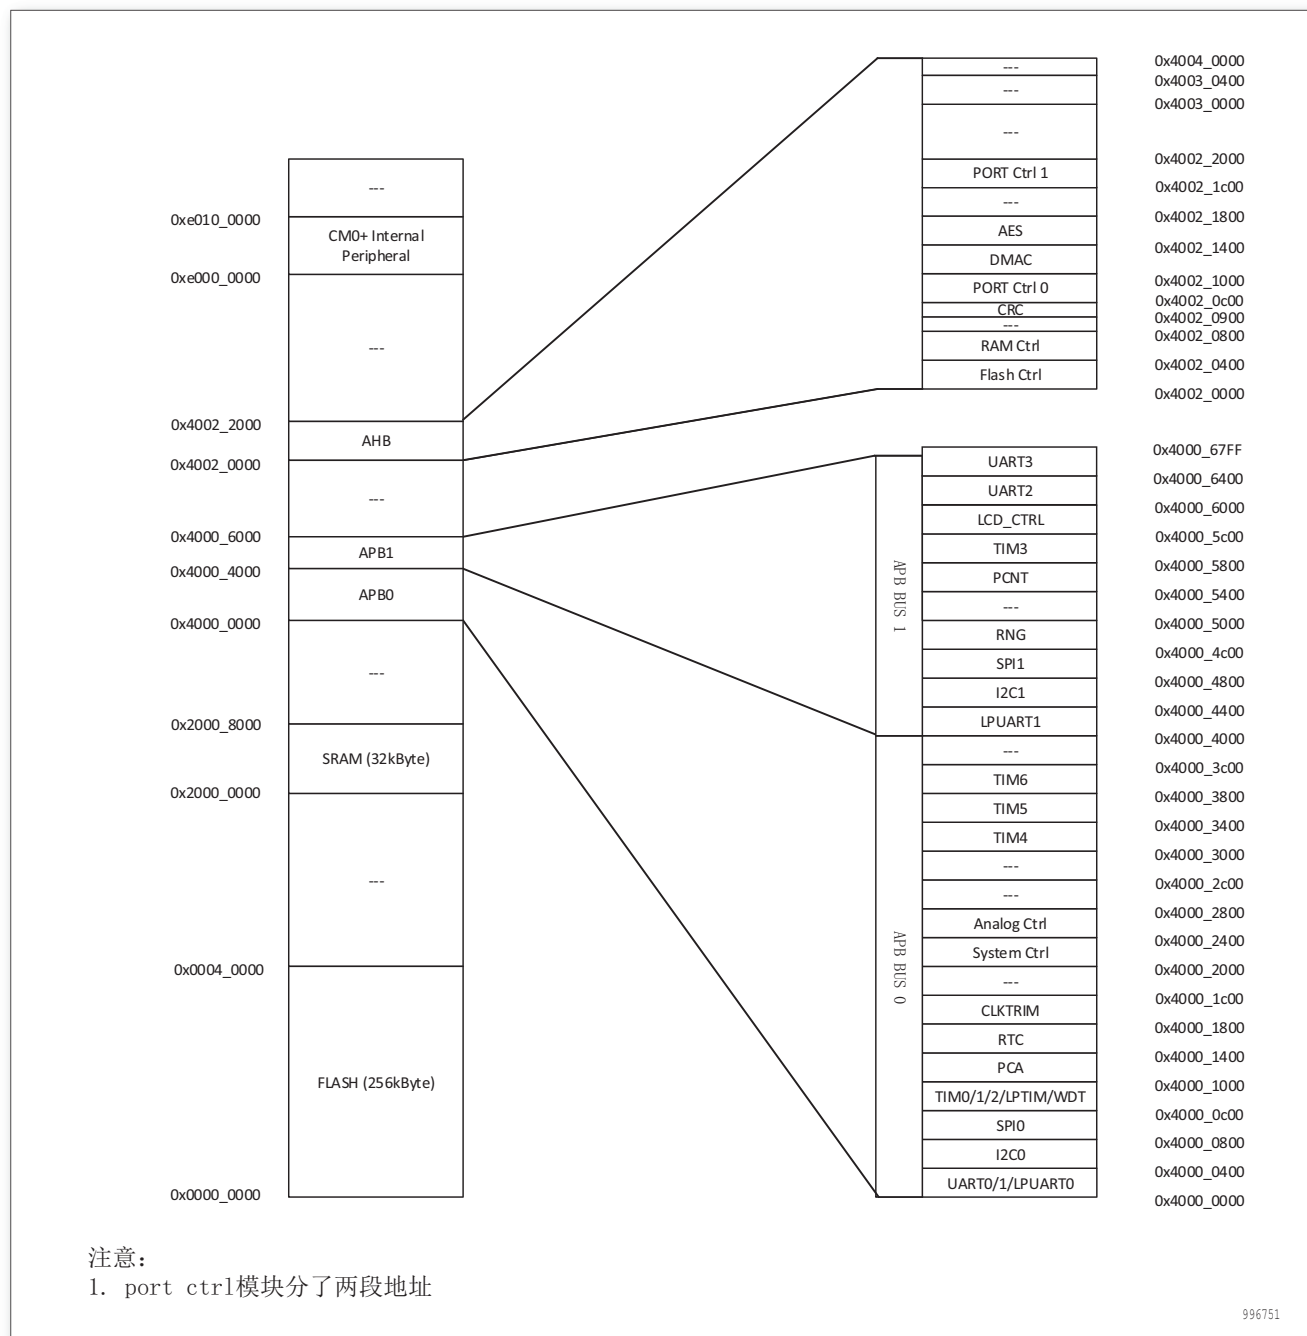 ---
0xe010_0000
CM0+ Internal
Peripheral
0xe000_0000
---
0x4002_2000
AHB
0x4002_0000
---
0x4000_6000
APB1
0x4000_4000
APB0
0x4000_0000
---
0x2000_8000
SRAM (32kByte)
0x2000_0000
---
0x0004_0000
FLASH (256kByte)
0x0000_0000
0x4004_0000
---
0x4003_0400
---
0x4003_0000
---
0x4002_2000
PORT Ctrl 1
0x4002_1c00
---
0x4002_1800
AES
0x4002_1400
DMAC
0x4002_1000
PORT Ctrl 0
0x4002_0c00
CRC
0x4002_0900
---
0x4002_0800
RAM Ctrl
0x4002_0400
Flash Ctrl
0x4002_0000
APB BUS 1
0x4000_67FF
UART3
0x4000_6400
UART2
0x4000_6000
LCD_CTRL
0x4000_5c00
TIM3
0x4000_5800
PCNT
0x4000_5400
---
0x4000_5000
RNG
0x4000_4c00
SPI1
0x4000_4800
I2C1
0x4000_4400
LPUART1
0x4000_4000
APB BUS 0
---
0x4000_3c00
TIM6
0x4000_3800
TIM5
0x4000_3400
TIM4
0x4000_3000
---
0x4000_2c00
---
0x4000_2800
Analog Ctrl
0x4000_2400
System Ctrl
0x4000_2000
---
0x4000_1c00
CLKTRIM
0x4000_1800
RTC
0x4000_1400
PCA
0x4000_1000
TIM0/1/2/LPTIM/WDT
0x4000_0c00
SPI0
0x4000_0800
I2C0
0x4000_0400
UART0/1/LPUART0
0x4000_0000
注意：
1. port ctrl模块分了两段地址
996751